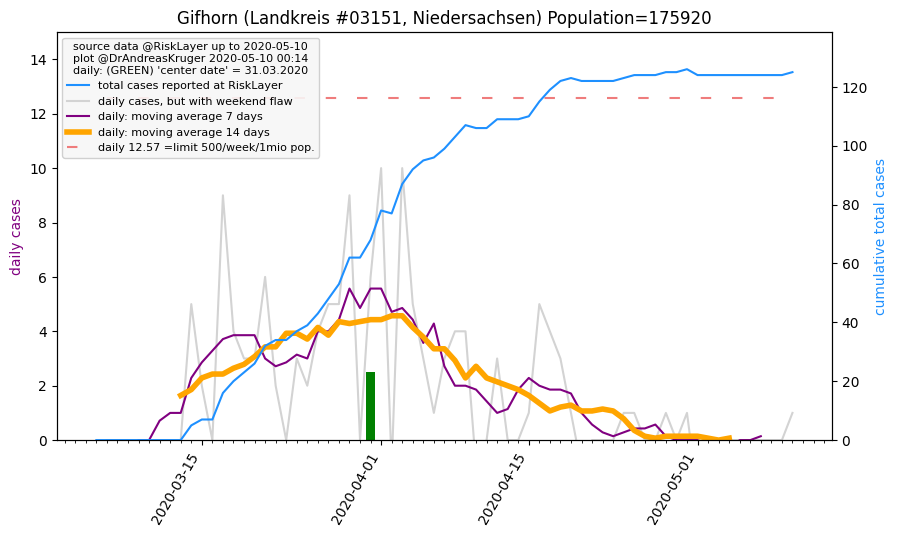 Gifhorn (Landkreis #03151, Niedersachsen) Population=175920
source data @RiskLayer up to 2020-05-10
plot @DrAndreasKruger 2020-05-10 00:14
daily: (GREEN) 'center date' = 31.03.2020
total cases reported at RiskLayer
daily cases, but with weekend flaw
daily: moving average 7 days
daily: moving average 14 days
daily 12.57 =limit 500/week/1mio pop.
daily cases
14
12
10
8
6
4
2
0
cumulative total cases
120
100
80
60
40
20
0
2020-03-15
2020-04-01
2020-04-15
2020-05-01